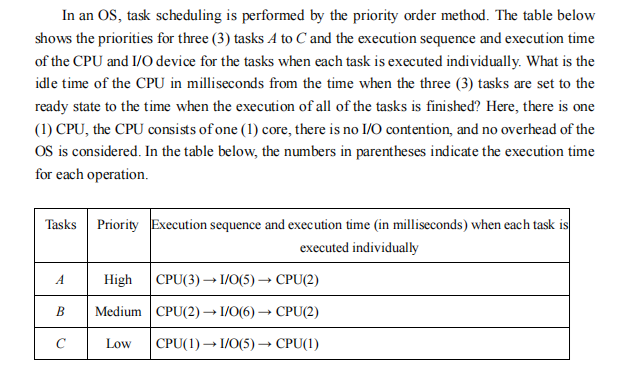 In an OS, task scheduling is performed by the priority order method. The table below
shows the priorities for three (3) tasks A to C and the execution sequence and execution time
of the CPU and I/O device for the tasks when each task is executed individually. What is the
idle time of the CPU in milliseconds from the time when the three (3) tasks are set to the
ready state to the time when the execution of all of the tasks is finished? Here, there is one
(1) CPU, the CPU consists of one (1) core, there is no I/O contention, and no overhead of the
OS is considered. In the table below, the numbers in parentheses indicate the execution time
for each operation.
Tasks Priority Execution sequence and execution time (in milliseconds) when each task is
executed individually
A High CPU(3) → I/O(5) → CPU(2)
B Medium CPU(2) → I/O(6) → CPU(2)
C Low CPU(1) → I/O(5) → CPU(1)